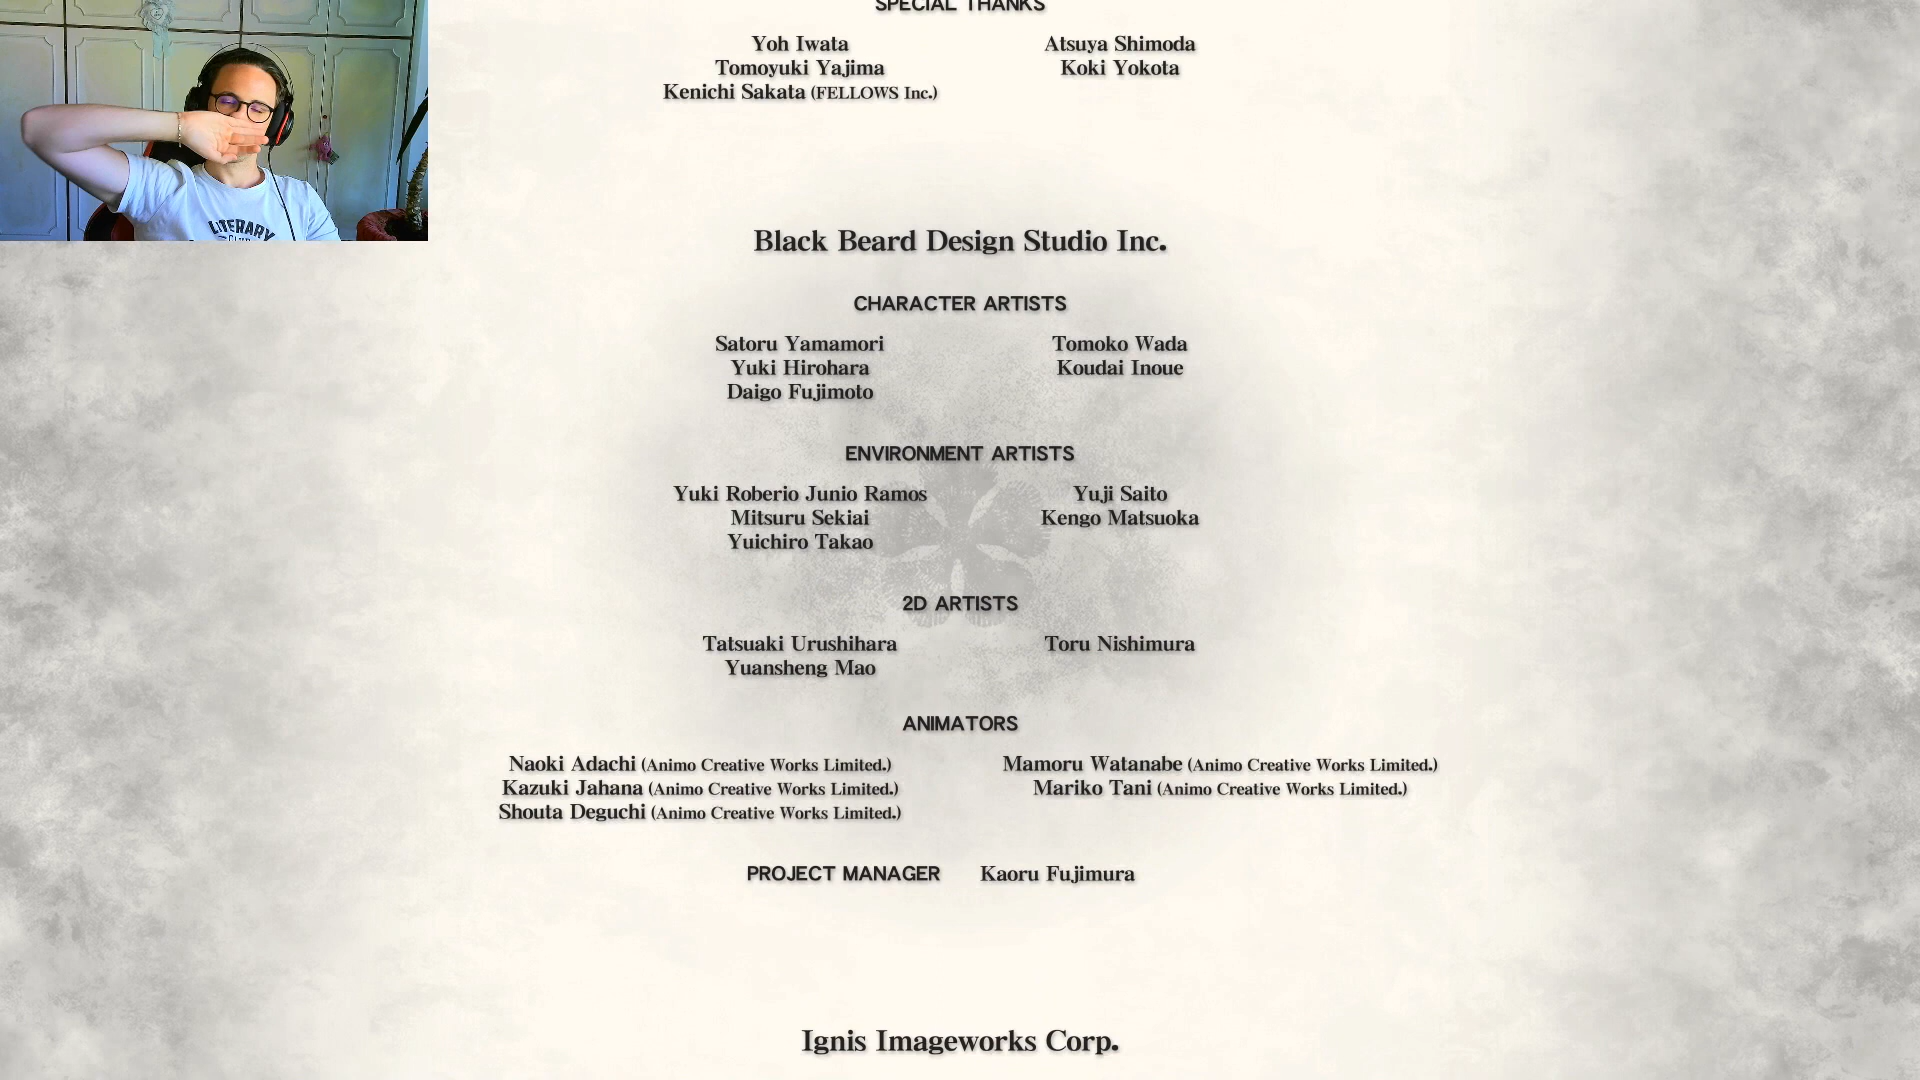 SPECIAL THANKS
Yoh Iwata
Atsuya Shimoda
Tomoyuki Yajima
Koki Yokota
Kenichi Sakata (FELLOWS Inc.)
LITERARY
CLUB
Black Beard Design Studio Inc.
CHARACTER ARTISTS
Satoru Yamamori
Tomoko Wada
Yuki Hirohara
Koudai Inoue
Daigo Fujimoto
ENVIRONMENT ARTISTS
Yuki Roberio Junio Ramos
Yuji Saito
Mitsuru Sekiai
Kengo Matsuoka
Yuichiro Takao
2D ARTISTS
Tatsuaki Urushihara
Toru Nishimura
Yuansheng Mao
ANIMATORS
Naoki Adachi (Animo Creative Works Limited.)
Mamoru Watanabe (Animo Creative Works Limited.)
Kazuki Jahana (Animo Creative Works Limited.)
Mariko Tani (Animo Creative Works Limited.)
Shouta Deguchi (Animo Creative Works Limited.)
PROJECT MANAGER Kaoru Fujimura
Ignis Imageworks Corp.